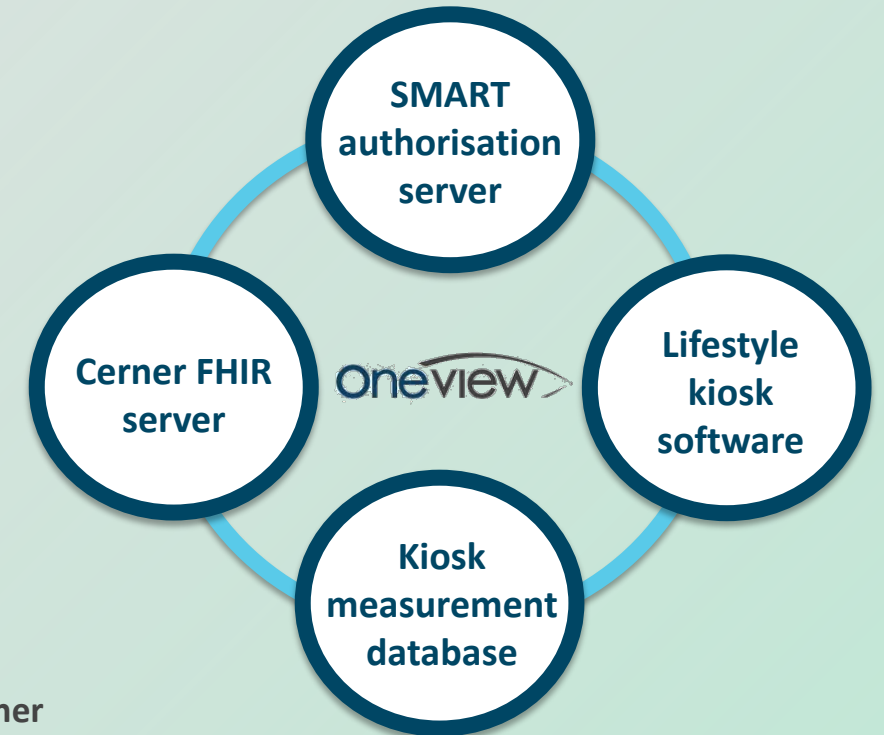 SMART
authorisation
server
Cerner FHIR
server
oneview
Lifestyle
kiosk
software
Kiosk
measurement
database
ner